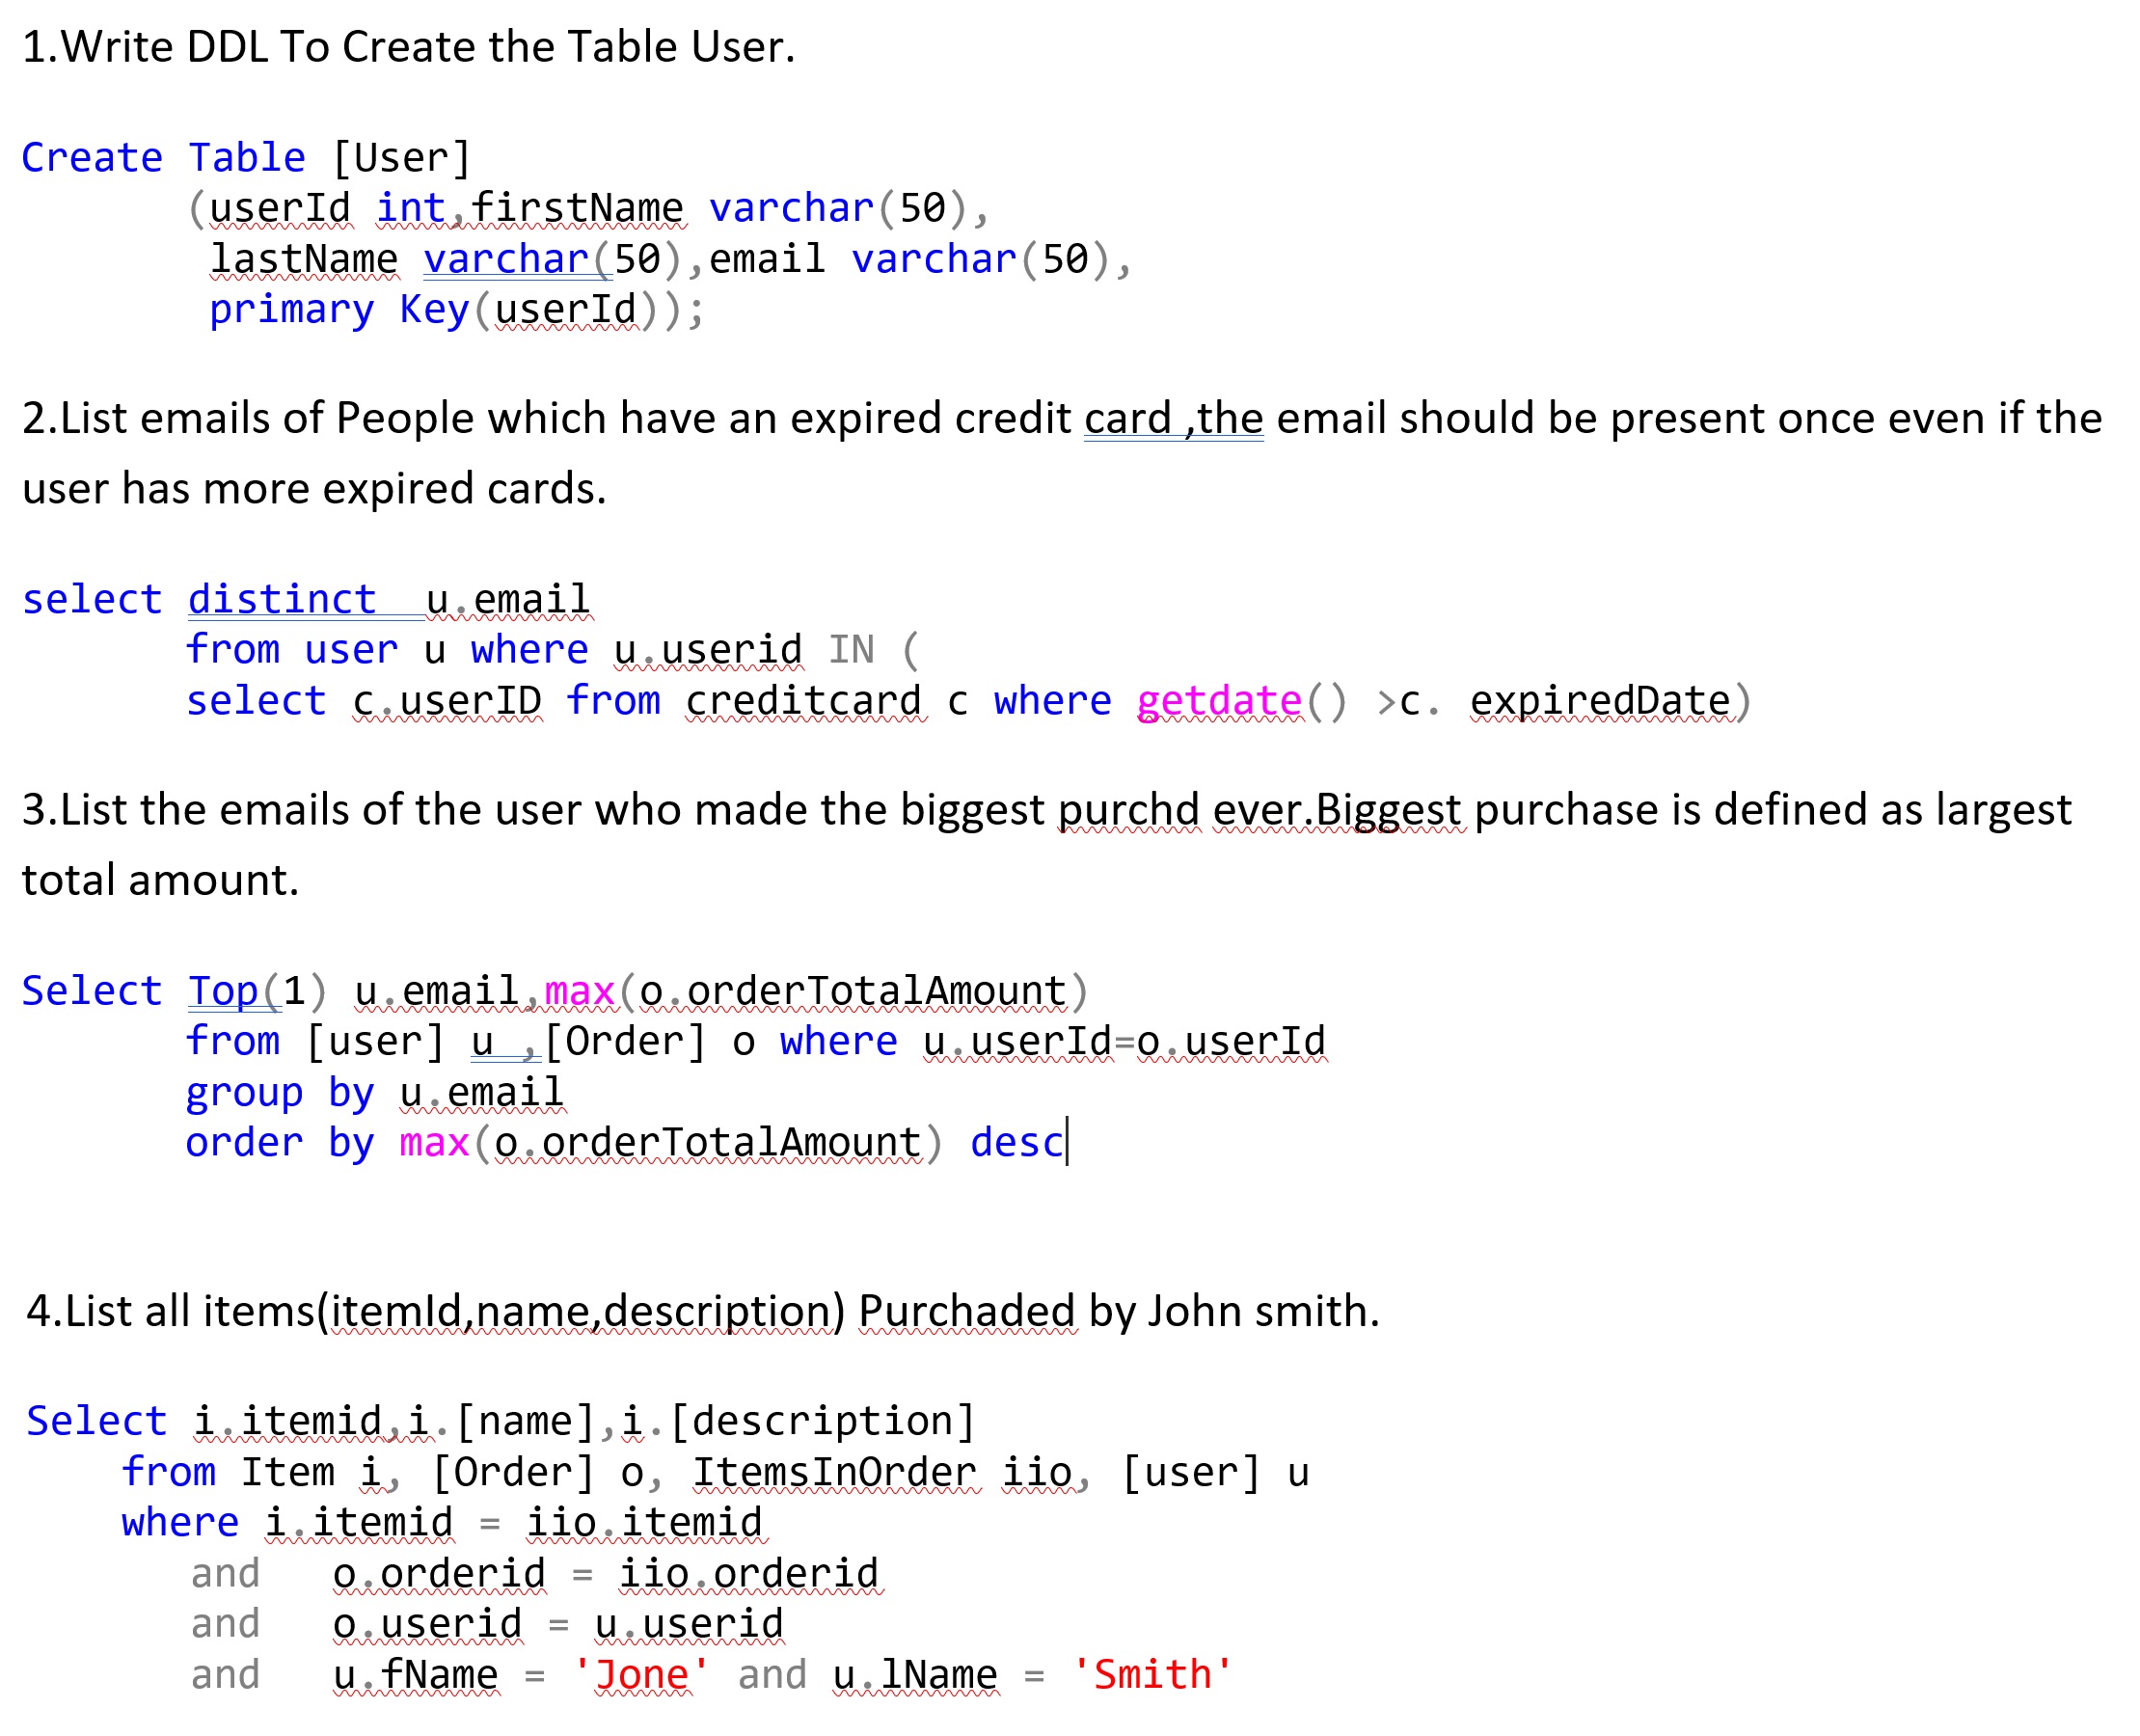 1.Write DDL To Create the Table User.
Create Table [User]
(userId int,firstName varchar(50),
lastName varchar(50),email varchar(50),
primary Key(userId));
2.List emails of People which have an expired credit card ,the email should be present once even if the
user has more expired cards.
select distinct  u.email
from user u where u.userid IN (
select c.userID from creditcard c where getdate() >c. expiredDate)
3.List the emails of the user who made the biggest purchd ever.Biggest purchase is defined as largest
total amount.
Select Top(1) u.email,max(o.orderTotalAmount)
from [user] u ,[Order] o where u.userId=o.userId
group by u.email
order by max(o.orderTotalAmount) desc
4.List all items(itemId,name,description) Purchaded by John smith.
Select i.itemid,i.[name],i.[description]
from Item i, [Order] o, ItemsInOrder iio, [user] u
where i.itemid = iio.itemid
and   o.orderid = iio.orderid
and   o.userid = u.userid
and   u.fName = 'Jone' and u.lName = 'Smith'